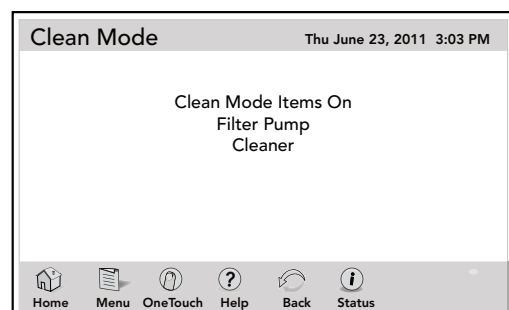 Clean Mode Thu June 23, 2011 3:03 PM
Clean Mode Items On
Filter Pump
Cleaner
? i
Home Menu OneTouch Help Back Status